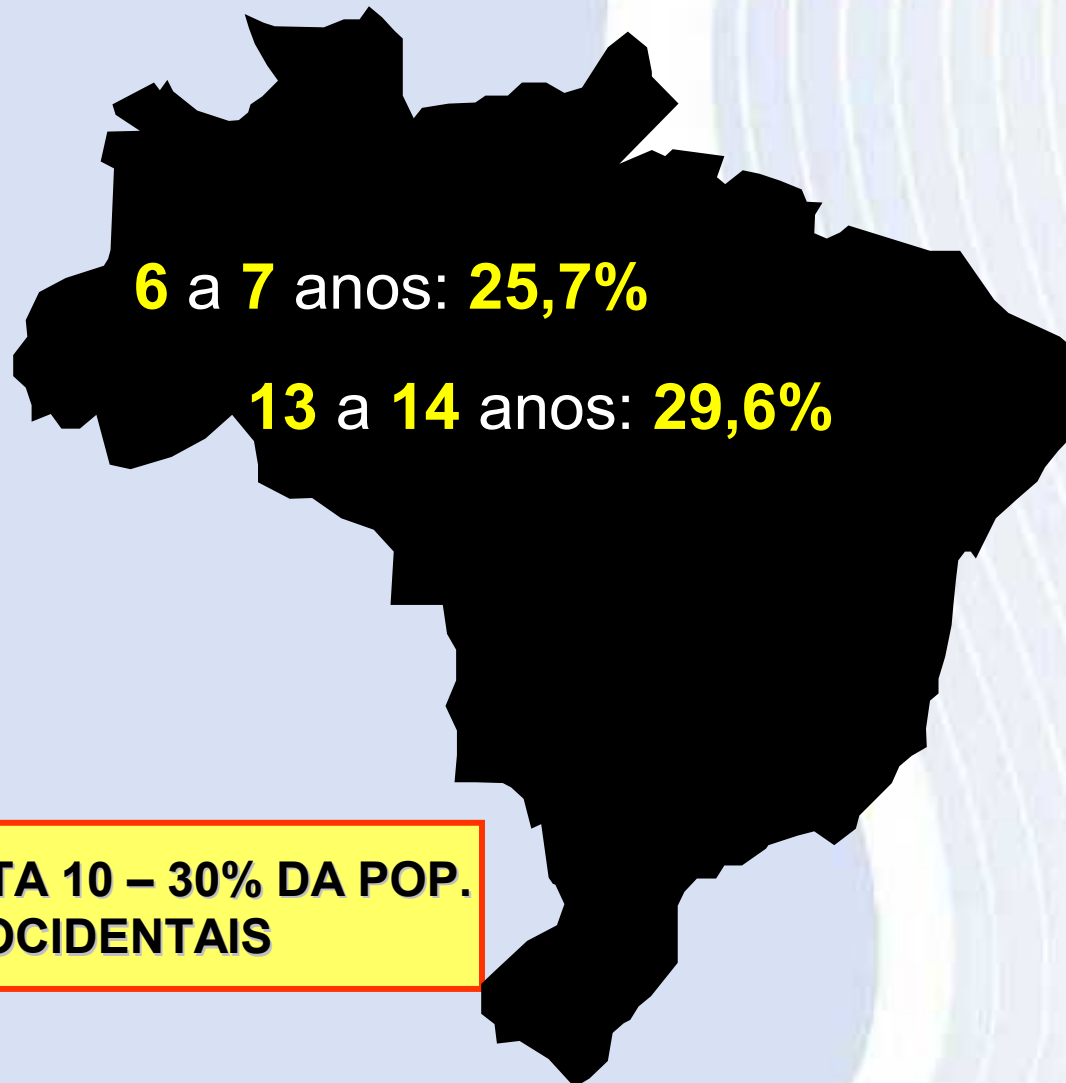 6 a 7 anos: 25,7%
13 a 14 anos: 29,6%
TA 10 – 30% DA POP.
OCIDENTAIS